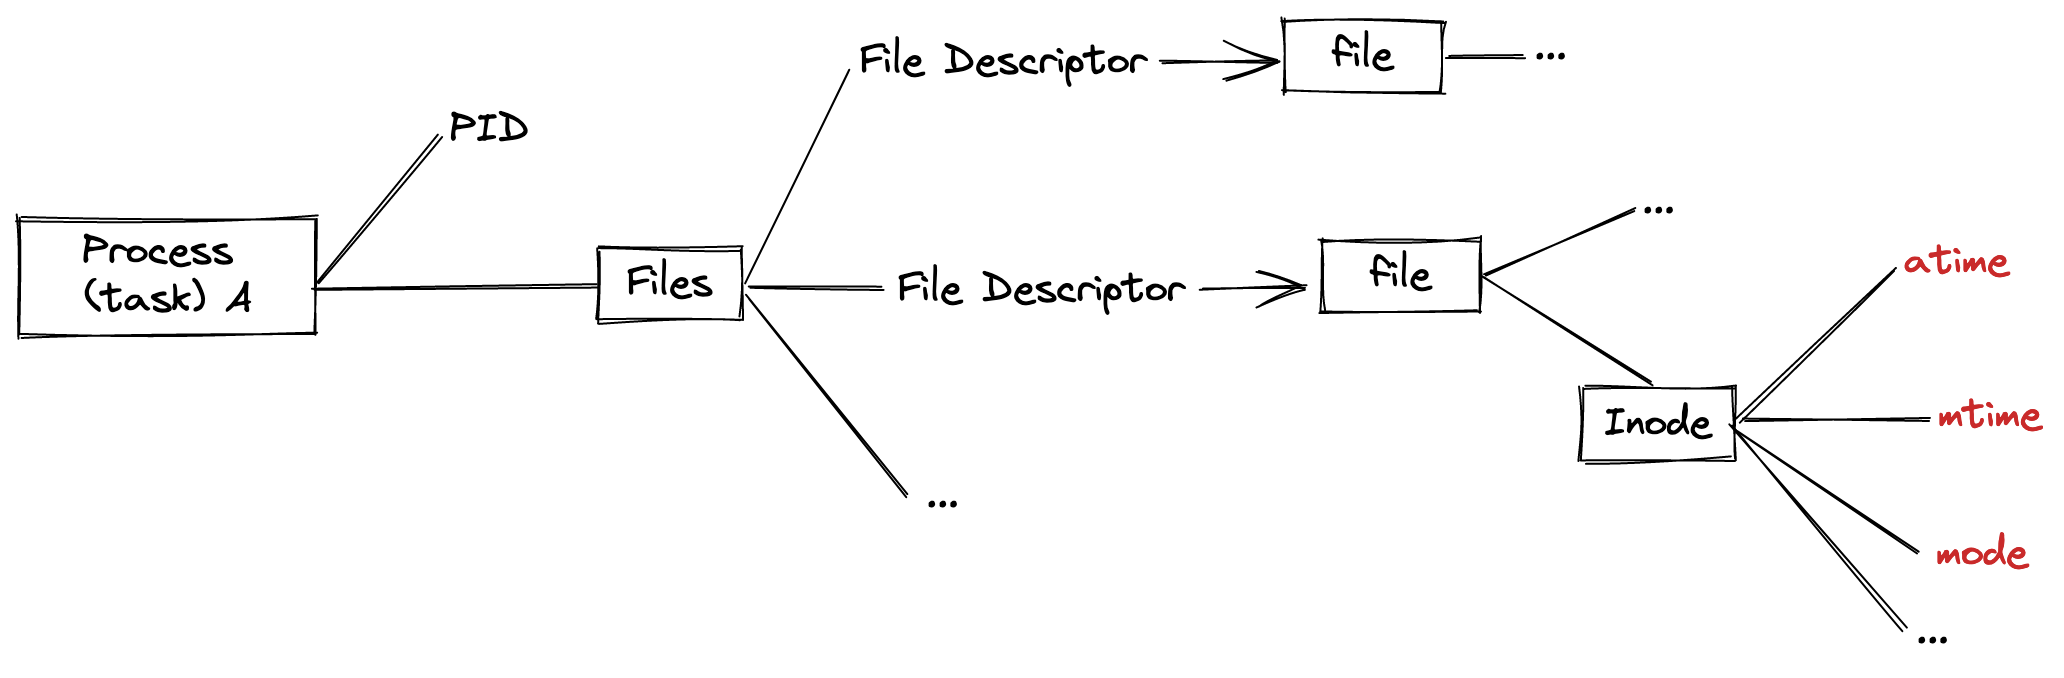 File Descriptor
file
...
PID
...
Process
(task) A
Files
File Descriptor
file
atime
Inode
mtime
...
mode
...